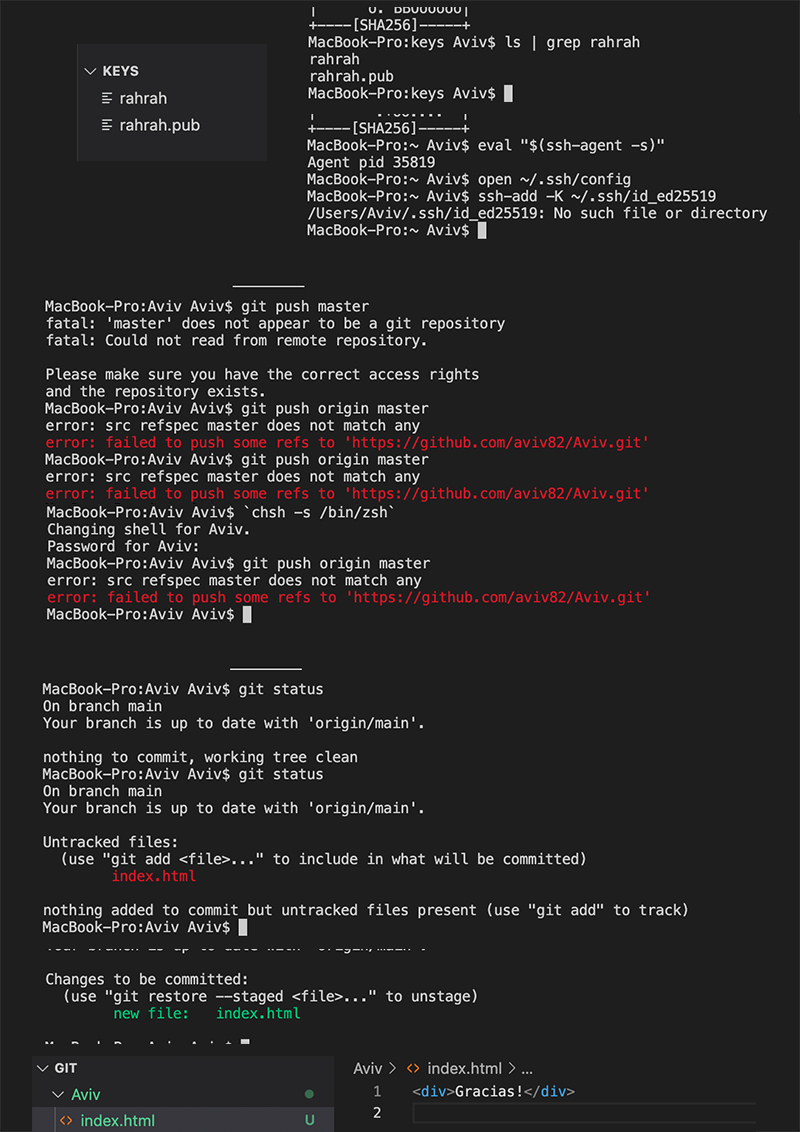 +----[SHA256]-----+
MacBook-Pro:keys Aviv$ ls | grep rahrah
rahrah
rahrah.pub
MacBook-Pro:keys Aviv$
KEYS
rahrah
rahrah.pub
+----[SHA256]-----+
MacBook-Pro:~ Aviv$ eval "$(ssh-agent -s)"
Agent pid 35819
MacBook-Pro:~ Aviv$ open ~/.ssh/config
MacBook-Pro:~ Aviv$ ssh-add -K ~/.ssh/id_ed25519
/Users/Aviv/.ssh/id_ed25519: No such file or directory
MacBook-Pro:~ Aviv$
MacBook-Pro:Aviv Aviv$ git push master
fatal: 'master' does not appear to be a git repository
fatal: Could not read from remote repository.
Please make sure you have the correct access rights
and the repository exists.
MacBook-Pro:Aviv Aviv$ git push origin master
error: src refspec master does not match any
error: failed to push some refs to 'https://github.com/aviv82/Aviv.git'
MacBook-Pro:Aviv Aviv$ git push origin master
error: src refspec master does not match any
error: failed to push some refs to 'https://github.com/aviv82/Aviv.git'
MacBook-Pro:Aviv Aviv$ `chsh -s /bin/zsh`
Changing shell for Aviv.
Password for Aviv:
MacBook-Pro:Aviv Aviv$ git push origin master
error: src refspec master does not match any
error: failed to push some refs to 'https://github.com/aviv82/Aviv.git'
MacBook-Pro:Aviv Aviv$
MacBook-Pro:Aviv Aviv$ git status
On branch main
Your branch is up to date with 'origin/main'.
nothing to commit, working tree clean
MacBook-Pro:Aviv Aviv$ git status
On branch main
Your branch is up to date with 'origin/main'.
Untracked files:
(use "git add <file>..." to include in what will be committed)
index.html
nothing added to commit but untracked files present (use "git add" to track)
MacBook-Pro:Aviv Aviv$
Your branch is up to date with 'origin/main'.
Changes to be committed:
(use "git restore --staged <file>..." to unstage)
new file: index.html
GIT
Aviv
index.html U
Aviv > index.html > ...
1 <div>Gracias!</div>
2